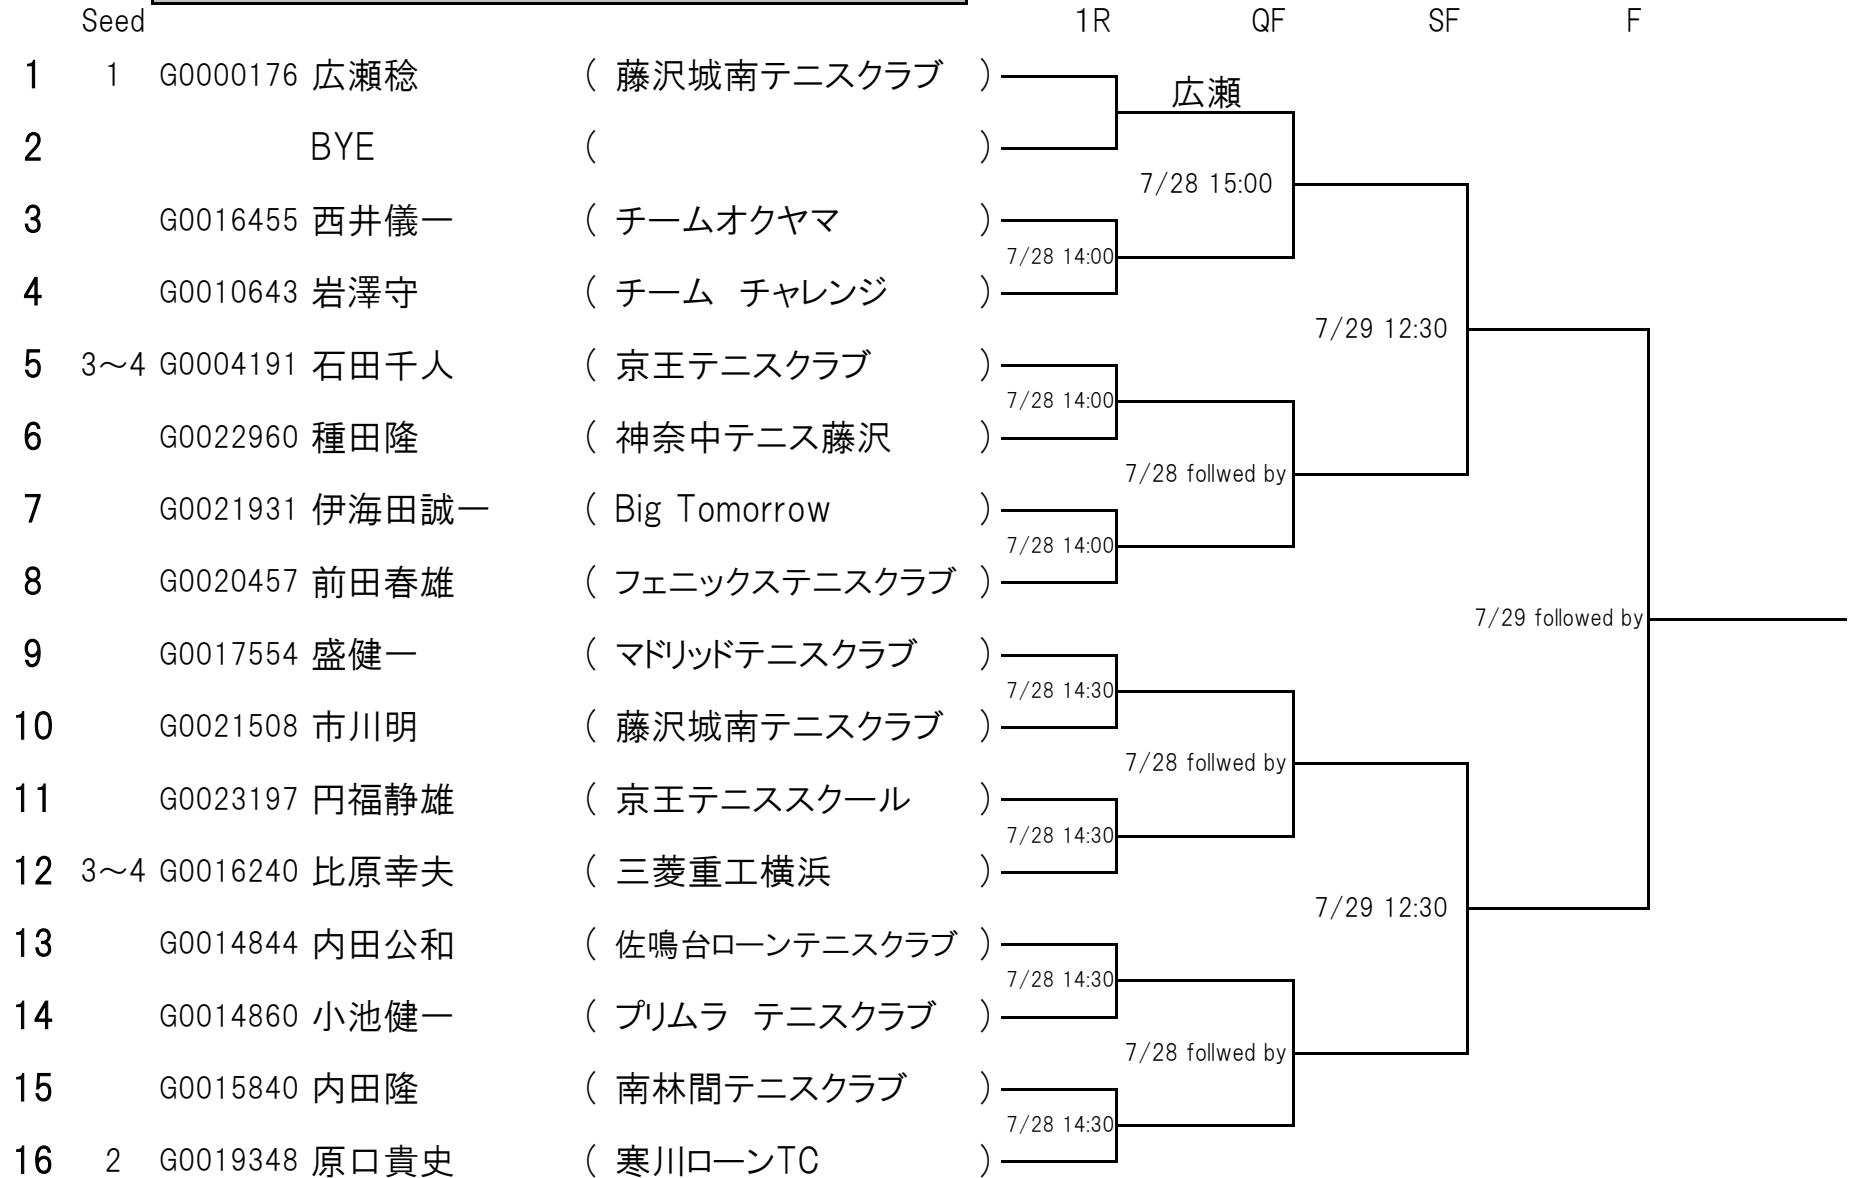 Seed 1R QF SF F
1 1 G0000176 広瀬稔 ( 藤沢城南テニスクラブ )
広瀬
2 BYE ( )
7/28 15:00
3 G0016455 西井儀一 ( チームオクヤマ )
7/28 14:00
4 G0010643 岩澤守 ( チーム　チャレンジ )
7/29 12:30
5 3～4 G0004191 石田千人 ( 京王テニスクラブ )
7/28 14:00
6 G0022960 種田隆 ( 神奈中テニス藤沢 )
7/28 follwed by
7 G0021931 伊海田誠一 ( Big Tomorrow )
7/28 14:00
8 G0020457 前田春雄 ( フェニックステニスクラブ )
7/29 followed by
9 G0017554 盛健一 ( マドリッドテニスクラブ )
7/28 14:30
10 G0021508 市川明 ( 藤沢城南テニスクラブ )
7/28 follwed by
11 G0023197 円福静雄 ( 京王テニススクール )
7/28 14:30
12 3～4 G0016240 比原幸夫 ( 三菱重工横浜 )
7/29 12:30
13 G0014844 内田公和 ( 佐鳴台ローンテニスクラブ )
7/28 14:30
14 G0014860 小池健一 ( プリムラ　テニスクラブ )
7/28 follwed by
15 G0015840 内田隆 ( 南林間テニスクラブ )
7/28 14:30
16 2 G0019348 原口貴史 ( 寒川ローンTC )